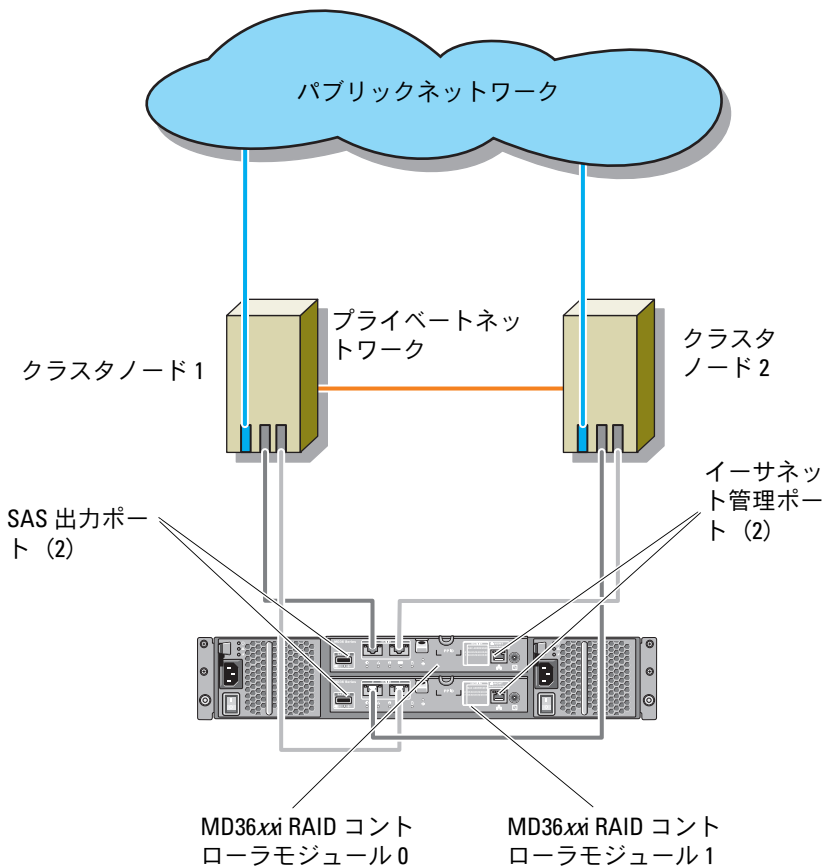 パブリックネットワーク
プライベートネッ
トワーク
クラスタノード 1
クラスタ
ノード 2
SAS 出力ポー
ト（2）
イーサネッ
ト管理ポー
ト（2）
MD36xxi RAID コント
ローラモジュール 0
MD36xxi RAID コント
ローラモジュール 1